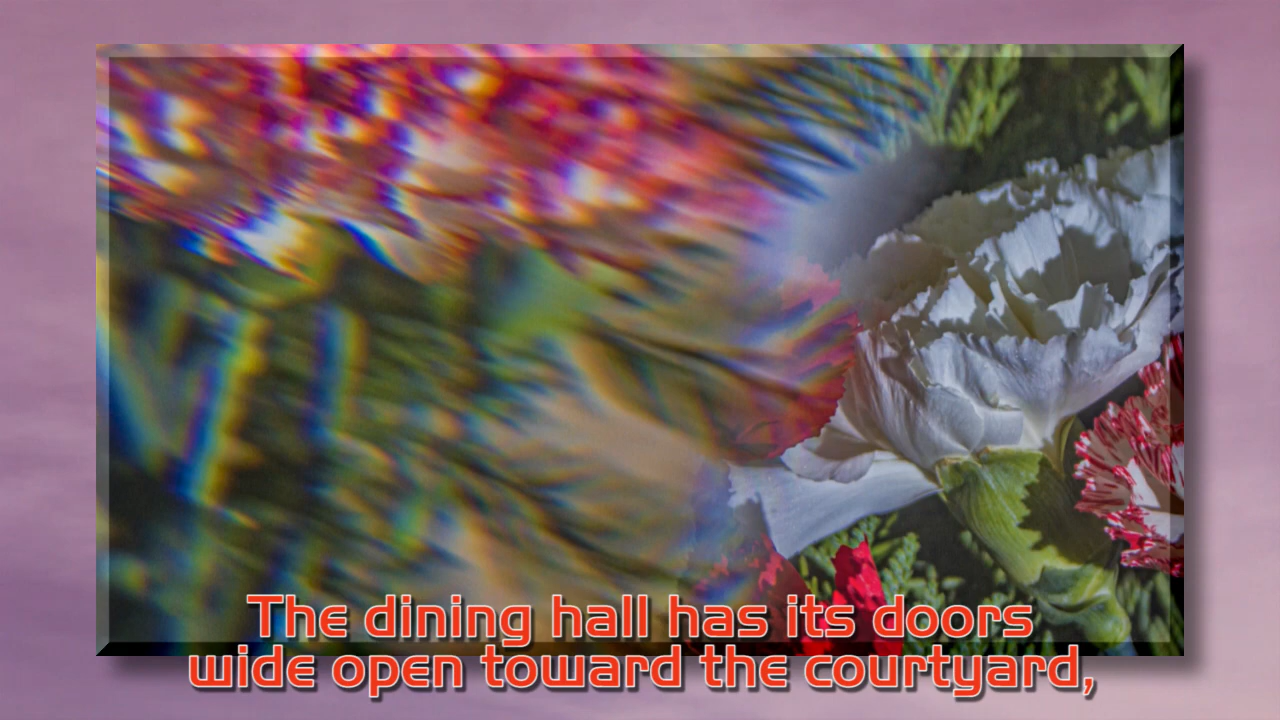 The dining hall has its doors
wide open toward the courtyard,